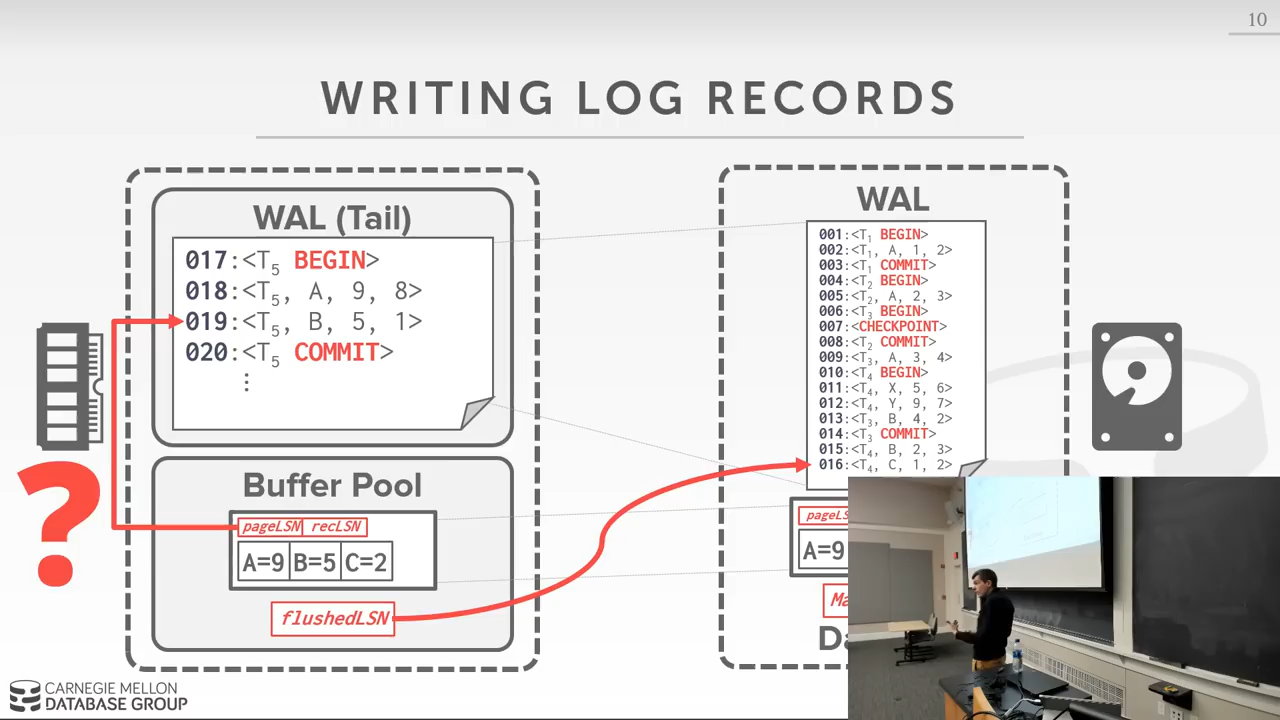 10
WRITING LOG RECORDS
WAL (Tail)
017:<T5 BEGIN>
018:<T5, A, 9, 8>
019:<T5, B, 5, 1>
020:<T5 COMMIT>
⋮
?
Buffer Pool
pageLSN recLSN
A=9 B=5 C=2
flushedLSN
WAL
001:<T1 BEGIN>
002:<T1, A, 1, 2>
003:<T1 COMMIT>
004:<T2 BEGIN>
005:<T2, A, 2, 3>
006:<T3 BEGIN>
007:<CHECKPOINT>
008:<T2 COMMIT>
009:<T3, A, 3, 4>
010:<T4 BEGIN>
011:<T4, X, 5, 6>
012:<T4, Y, 9, 7>
013:<T4, B, 4, 2>
014:<T3 COMMIT>
015:<T4, B, 2, 3>
016:<T4, C, 1, 2>
pageLS
A=9
Ma
Da
CARNEGIE MELLON
DATABASE GROUP